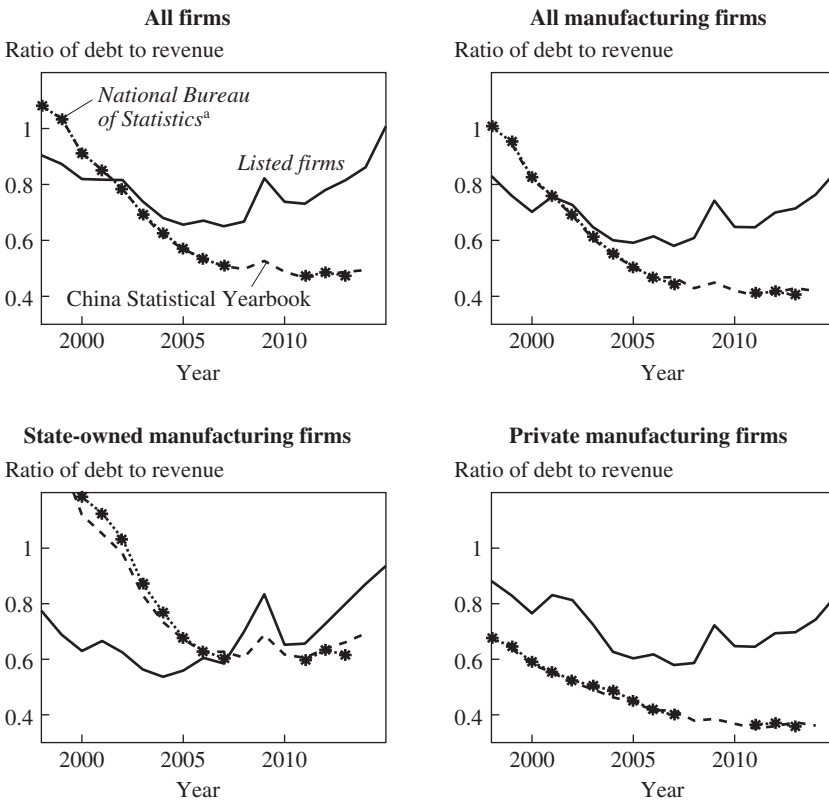 All firms
Ratio of debt to revenue
1
0.8
0.6
0.4
National Bureau
of Statisticsᵃ
Listed firms
China Statistical Yearbook
2000 2005 2010
Year
All manufacturing firms
Ratio of debt to revenue
1
0.8
0.6
0.4
2000 2005 2010
Year
State-owned manufacturing firms
Ratio of debt to revenue
1
0.8
0.6
0.4
2000 2005 2010
Year
Private manufacturing firms
Ratio of debt to revenue
1
0.8
0.6
0.4
2000 2005 2010
Year